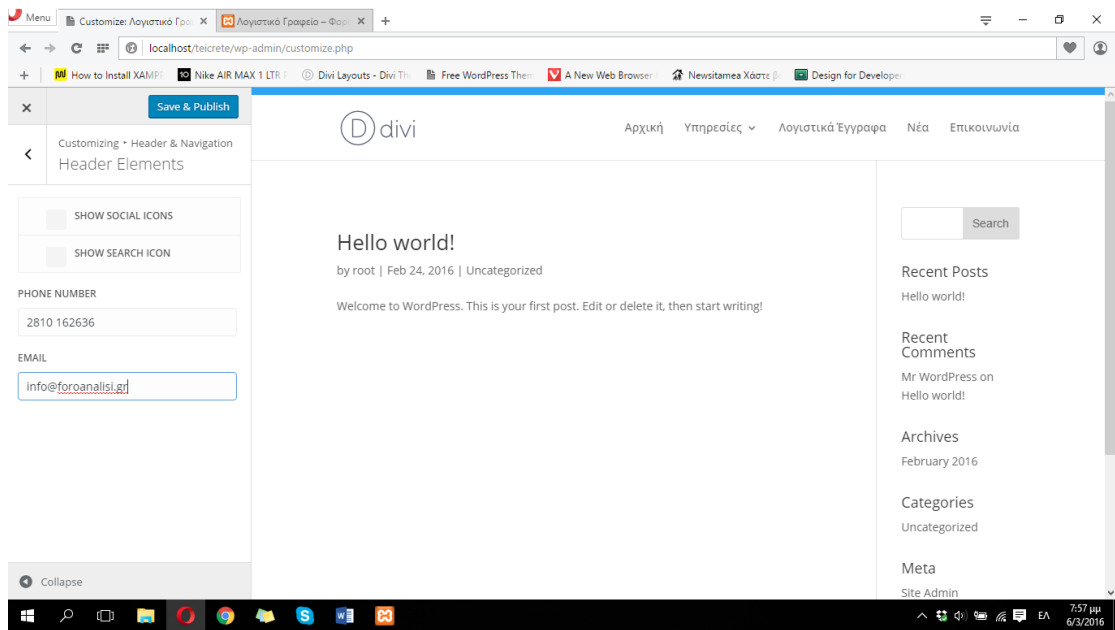 Menu
Customize: Λογιστικό Γρα
Λογιστικό Γραφείο – Φορ
localhost/teicrete/wp-admin/customize.php
How to Install XAMPP
Nike AIR MAX 1 LTR
Divi Layouts - Divi Th
Free WordPress Them
A New Web Browser
Newsitamea Χάστε β
Design for Developer
Save & Publish
Customizing • Header & Navigation
Header Elements
SHOW SOCIAL ICONS
SHOW SEARCH ICON
PHONE NUMBER
2810 162636
EMAIL
info@foroanalisi.gr
Collapse
D divi
Αρχική Υπηρεσίες Λογιστικά Έγγραφα Νέα Επικοινωνία
Hello world!
by root | Feb 24, 2016 | Uncategorized
Welcome to WordPress. This is your first post. Edit or delete it, then start writing!
Search
Recent Posts
Hello world!
Recent
Comments
Mr WordPress on
Hello world!
Archives
February 2016
Categories
Uncategorized
Meta
Site Admin
ΕΛ
7:57 μμ
6/3/2016